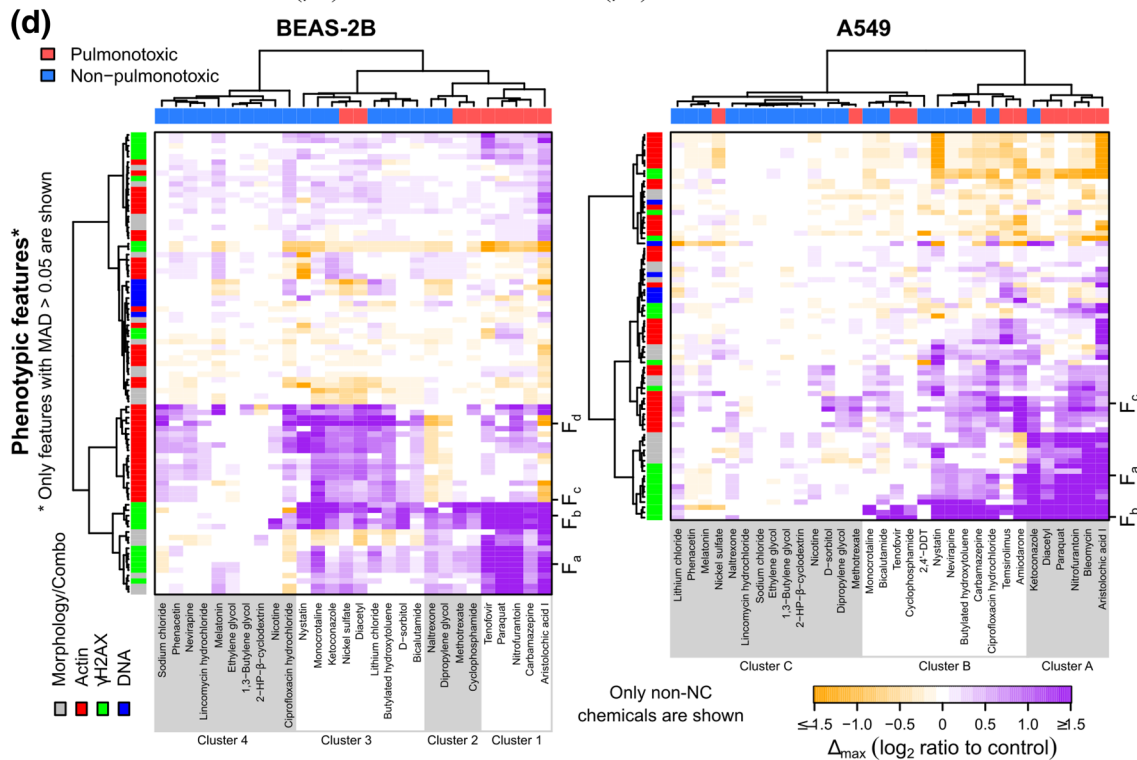 (d)
BEAS-2B
A549
Pulmonotoxic
Non-pulmonotoxic
Phenotypic features*
* Only features with MAD > 0.05 are shown
F_d
F_c
F_b
F_a
F_c
F_a
F_b
Morphology/Combo
Actin
γH2AX
DNA
Sodium chloride
Phenacetin
Nevirapine
Lincomycin hydrochloride
Melatonin
Ethylene glycol
1,3-Butylene glycol
2-HP-β-cyclodextrin
Nicotine
Ciprofloxacin hydrochloride
Nystatin
Monocrotaline
Ketoconazole
Nickel sulfate
Diacetyl
Lithium chloride
Butylated hydroxytoluene
D-sorbitol
Bicalutamide
Naltrexone
Dipropylene glycol
Methotrexate
Cyclophosphamide
Tenofovir
Paraquat
Nitrofurantoin
Carbamazepine
Aristolochic acid I
Cluster 4
Cluster 3
Cluster 2
Cluster 1
Lithium chloride
Phenacetin
Melatonin
Nickel sulfate
Naltrexone
Lincomycin hydrochloride
Sodium chloride
Ethylene glycol
1,3-Butylene glycol
2-HP-β-cyclodextrin
Nicotine
D-sorbitol
Dipropylene glycol
Methotrexate
Monocrotaline
Bicalutamide
Tenofovir
Cyclophosphamide
2,4'-DDT
Nystatin
Nevirapine
Butylated hydroxytoluene
Carbamazepine
Ciprofloxacin hydrochloride
Temsirolimus
Amiodarone
Ketoconazole
Diacetyl
Paraquat
Nitrofurantoin
Bleomycin
Aristolochic acid I
Cluster C
Cluster B
Cluster A
Only non-NC
chemicals are shown
≤-1.5 -1.0 -0.5 0 0.5 1.0 ≥1.5
Δmax (log2 ratio to control)